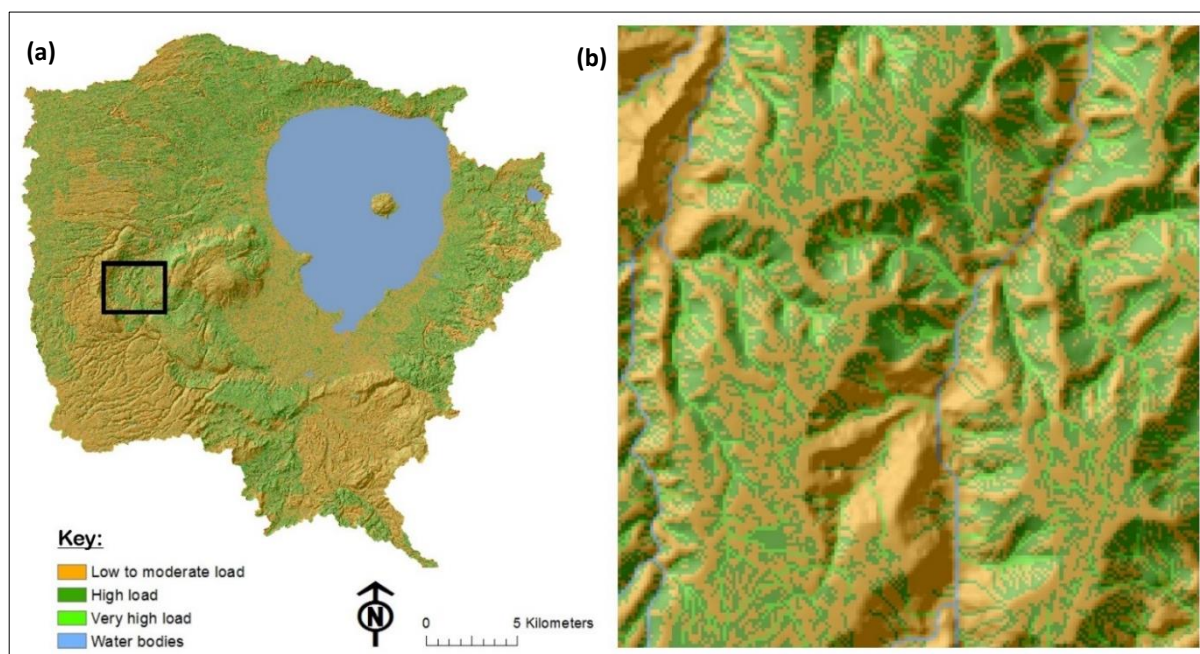 (a)
(b)
Key:
Low to moderate load
High load
Very high load
Water bodies
N
0 5 Kilometers